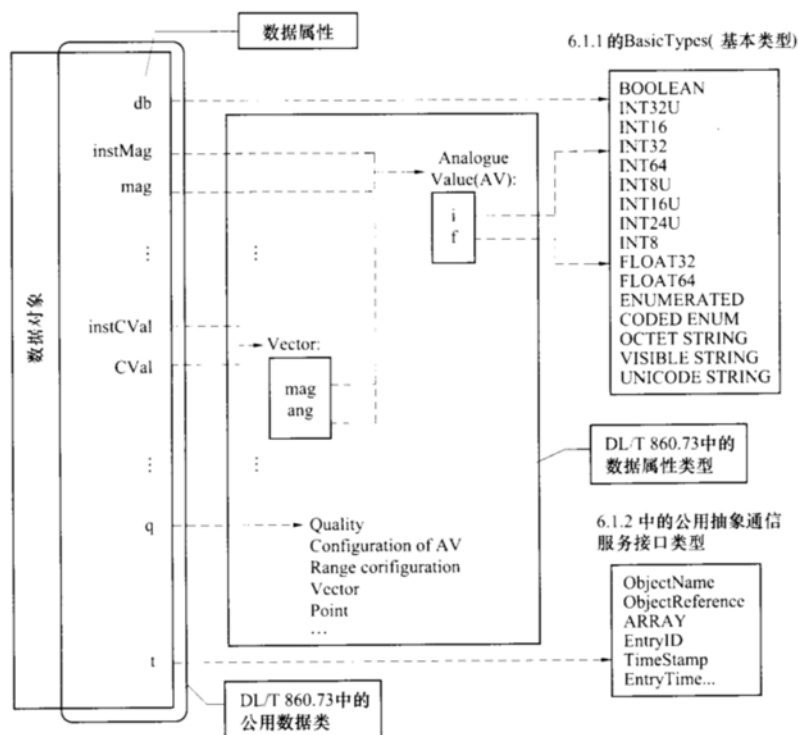 数据属性
6.1.1 的BasicTypes( 基本类型)
数据对象
db
instMag
mag
⋮
instCVal
CVal
⋮
q
t
⋮
Vector:
mag
ang
⋮
Analogue
Value(AV):
i
f
Quality
Configuration of AV
Range corifiguration
Vector
Point
…
BOOLEAN
INT32U
INT16
INT32
INT64
INT8U
INT16U
INT24U
INT8
FLOAT32
FLOAT64
ENUMERATED
CODED ENUM
OCTET STRING
VISIBLE STRING
UNICODE STRING
DL/T 860.73中的
数据属性类型
6.1.2 中的公用抽象通信
服务接口类型
ObjectName
ObjectReference
ARRAY
EntryID
TimeStamp
EntryTime...
DL/T 860.73中的
公用数据类